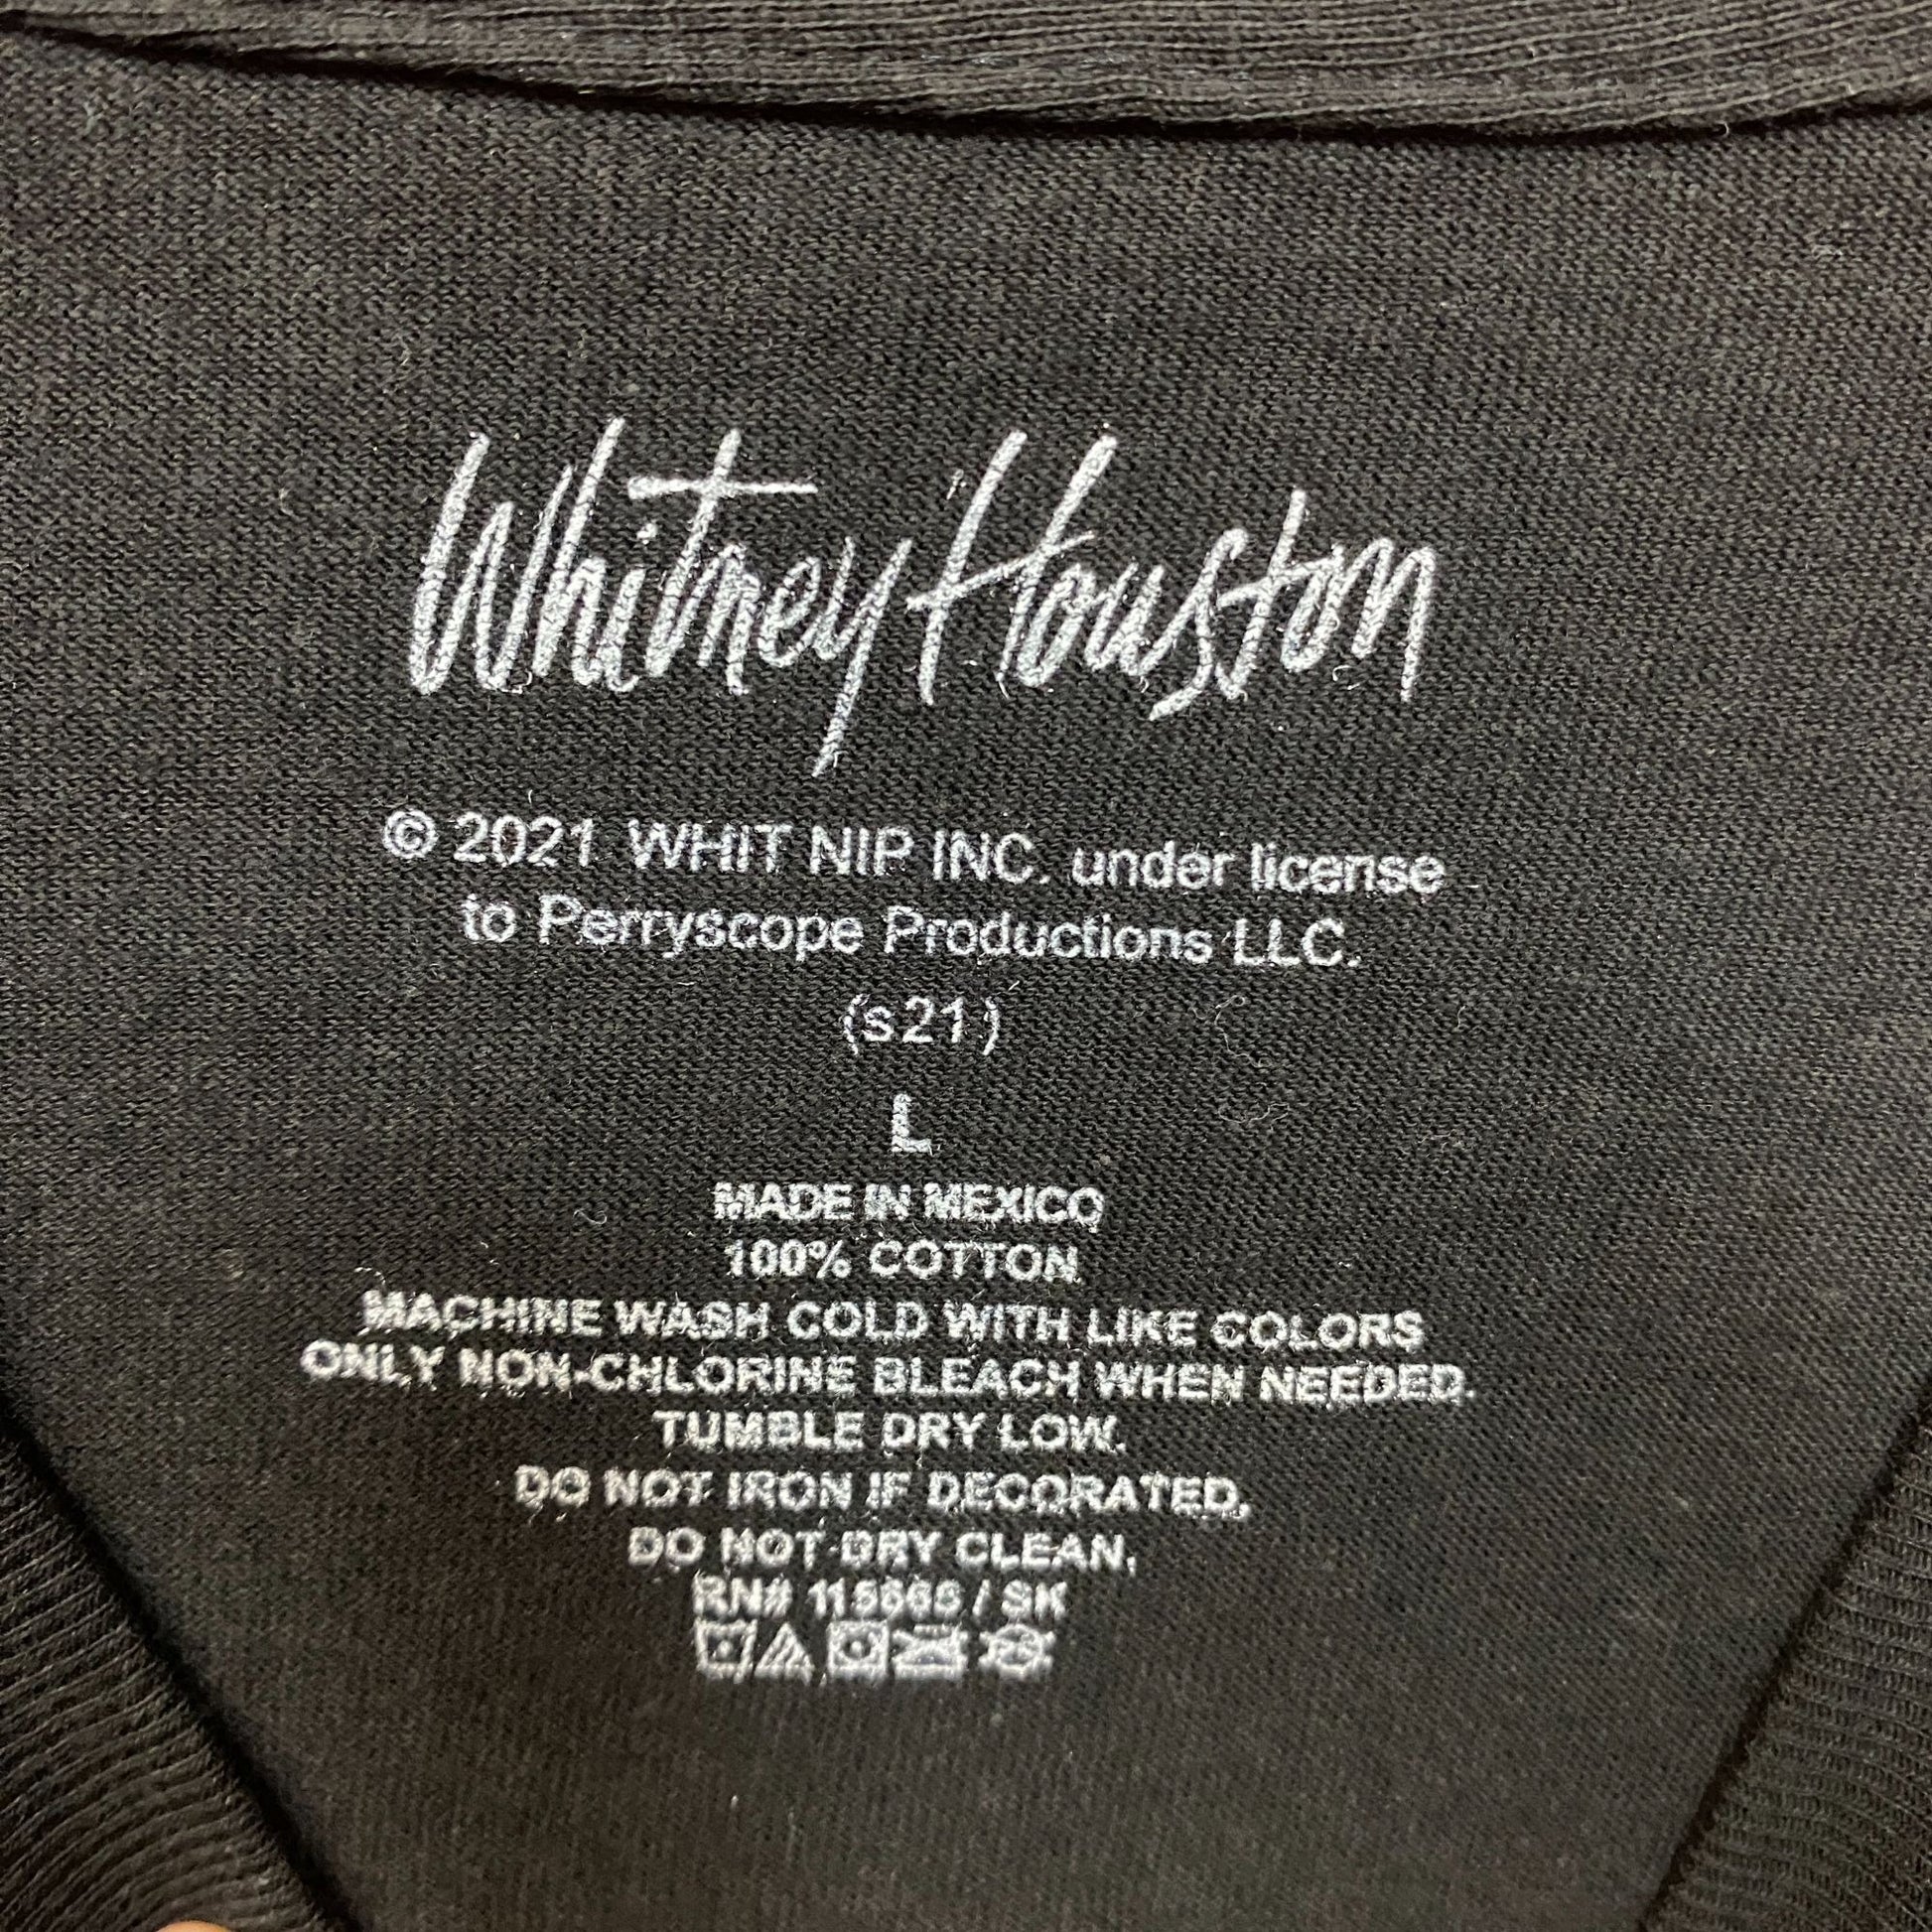 Whitney Houston
© 2021 WHIT NIP INC. under license
to Perryscope Productions LLC.
(s21)
L
MADE IN MEXICO
100% COTTON
MACHINE WASH COLD WITH LIKE COLORS
ONLY NON-CHLORINE BLEACH WHEN NEEDED.
TUMBLE DRY LOW.
DO NOT IRON IF DECORATED.
DO NOT DRY CLEAN.
RN# / SK